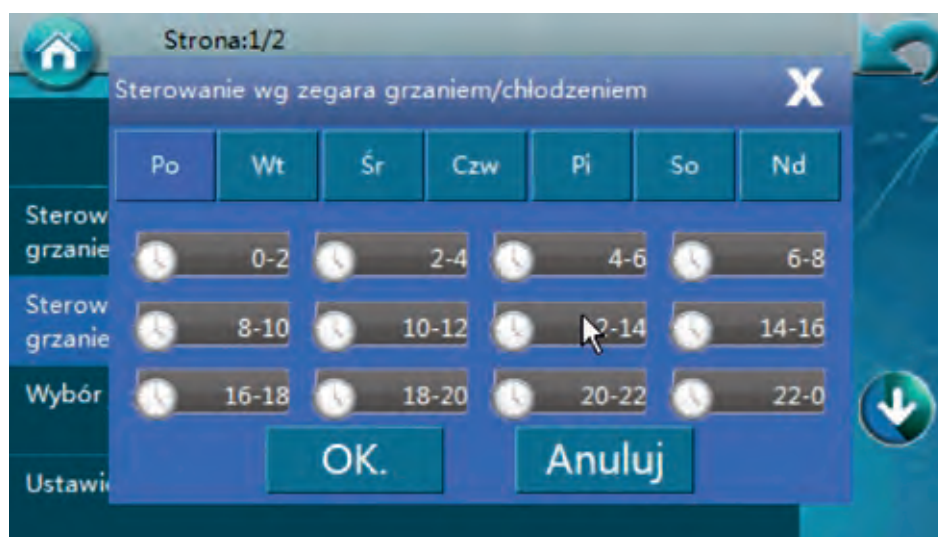 Strona:1/2
Sterowanie wg zegara grzaniem/chłodzeniem X
Po Wt Śr Czw Pi So Nd
Sterow
grzanie
0-2 2-4 4-6 6-8
Sterow
grzanie
8-10 10-12 2-14 14-16
Wybór
16-18 18-20 20-22 22-0
OK. Anuluj
Ustawi